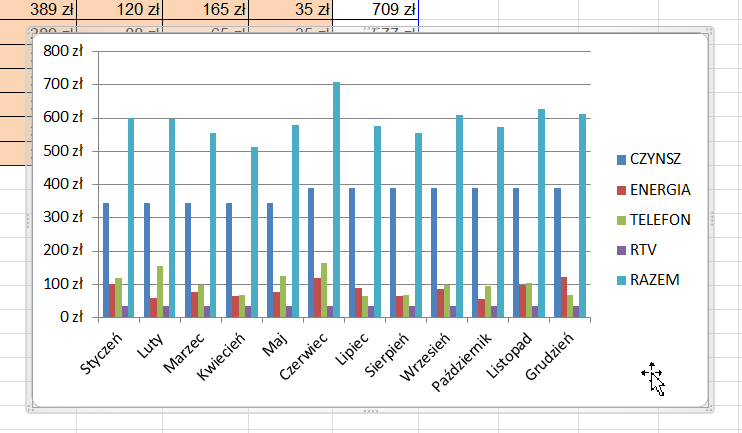 389 zł 120 zł 165 zł 35 zł 709 zł
800 zł
700 zł
600 zł
500 zł
400 zł
300 zł
200 zł
100 zł
0 zł
Styczeń Luty Marzec Kwiecień Maj Czerwiec Lipiec Sierpień Wrzesień Październik Listopad Grudzień
CZYNSZ
ENERGIA
TELEFON
RTV
RAZEM